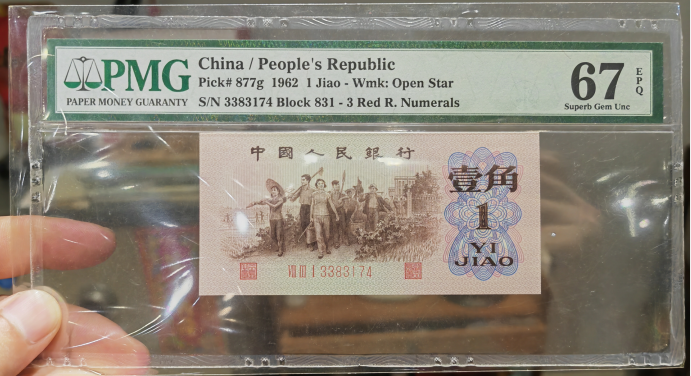 PMG
PAPER MONEY GUARANTY
China / People's Republic
Pick# 877g 1962 1 Jiao - Wmk: Open Star
S/N 3383174 Block 831 - 3 Red R. Numerals
67 EPQ
Superb Gem Unc
中國人民銀行
壹角
1
YI
JIAO
VIII III I 3383174